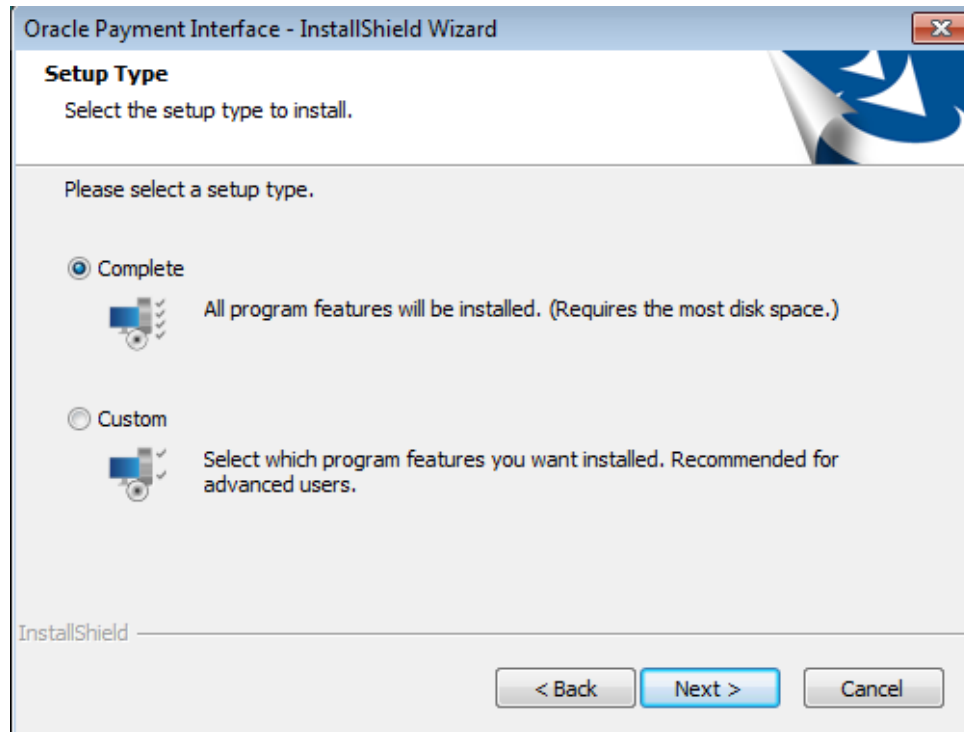 Oracle Payment Interface - InstallShield Wizard
Setup Type
Select the setup type to install.
Please select a setup type.
Complete
All program features will be installed. (Requires the most disk space.)
Custom
Select which program features you want installed. Recommended for
advanced users.
InstallShield
< Back Next > Cancel